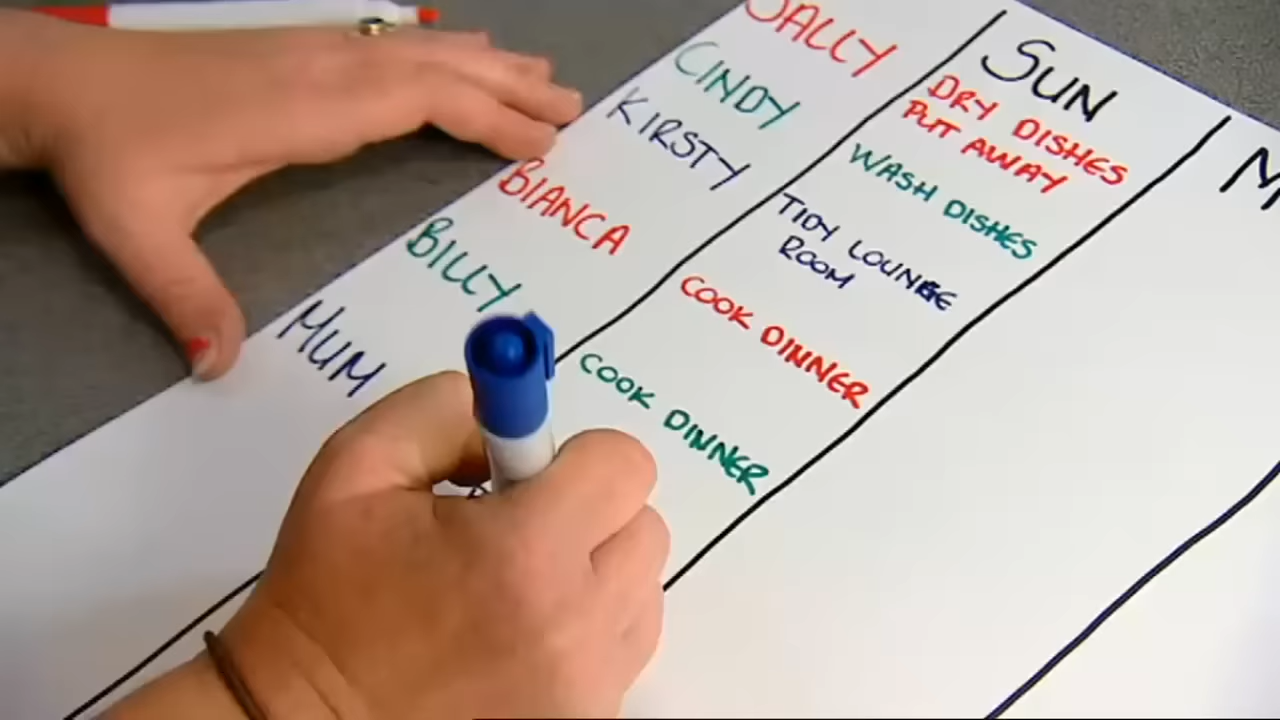 SALLY
CINDY
KIRSTY
BIANCA
BILLY
MUM
SUN
DRY DISHES
PUT AWAY
WASH DISHES
TIDY LOUNGE
ROOM
COOK DINNER
COOK DINNER
M